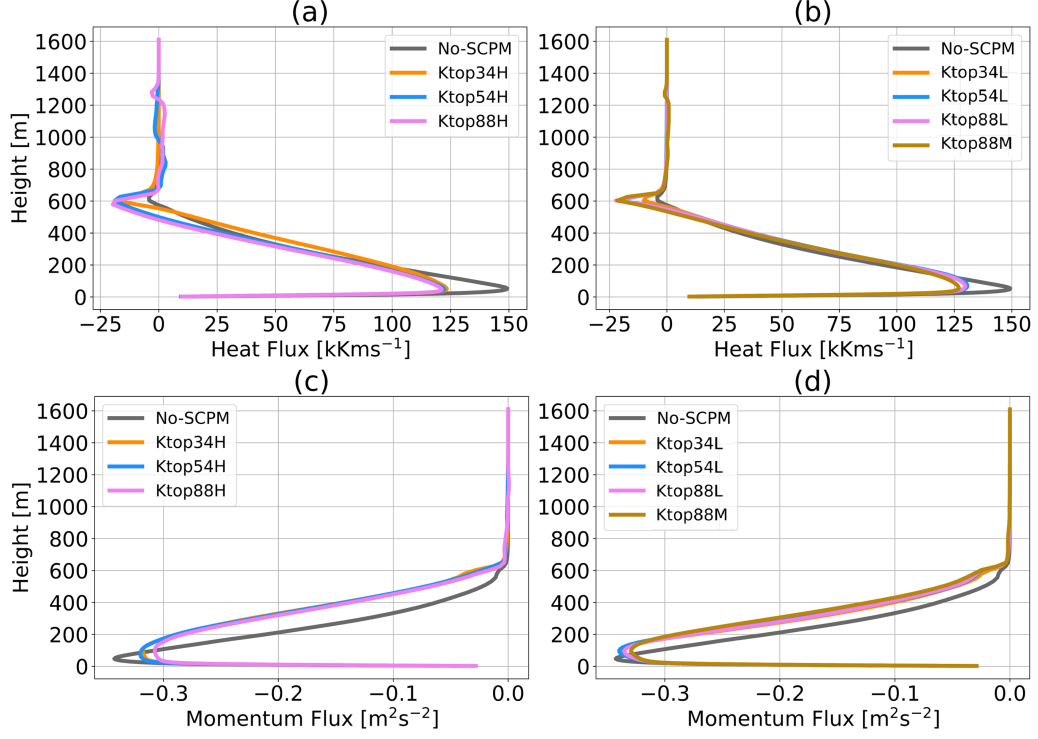 (a)
Height [m]
1600
1400
1200
1000
800
600
400
200
0
−25 0 25 50 75 100 125 150
Heat Flux [kKms⁻¹]
No-SCPM
Ktop34H
Ktop54H
Ktop88H
(b)
1600
1400
1200
1000
800
600
400
200
0
−25 0 25 50 75 100 125 150
Heat Flux [kKms⁻¹]
No-SCPM
Ktop34L
Ktop54L
Ktop88L
Ktop88M
(c)
Height [m]
1600
1400
1200
1000
800
600
400
200
0
−0.3 −0.2 −0.1 0.0
Momentum Flux [m²s⁻²]
No-SCPM
Ktop34H
Ktop54H
Ktop88H
(d)
1600
1400
1200
1000
800
600
400
200
0
−0.3 −0.2 −0.1 0.0
Momentum Flux [m²s⁻²]
No-SCPM
Ktop34L
Ktop54L
Ktop88L
Ktop88M